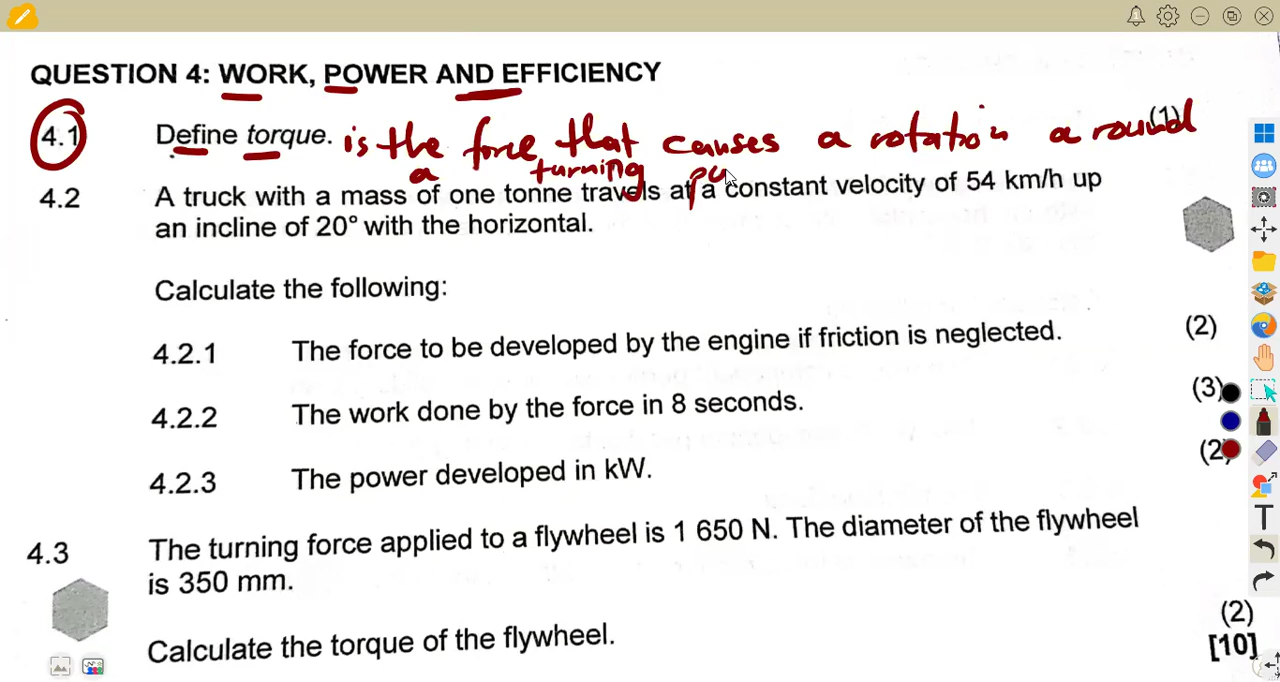 QUESTION 4: WORK, POWER AND EFFICIENCY
4.1 Define torque. is the force that causes a rotation a round (1)
a turning
4.2 A truck with a mass of one tonne travels at a constant velocity of 54 km/h up
an incline of 20° with the horizontal.
Calculate the following:
4.2.1 The force to be developed by the engine if friction is neglected. (2)
4.2.2 The work done by the force in 8 seconds. (3)
4.2.3 The power developed in kW. (2)
4.3 The turning force applied to a flywheel is 1 650 N. The diameter of the flywheel
is 350 mm.
(2)
Calculate the torque of the flywheel. [10]
T